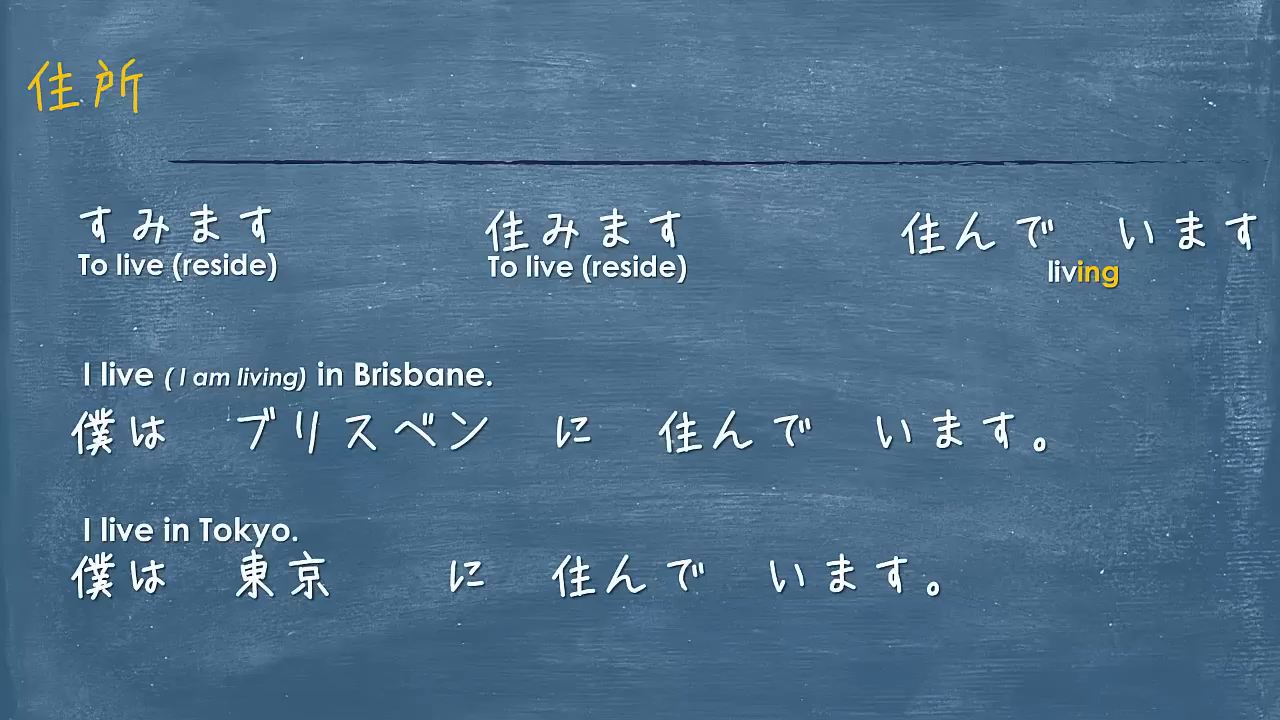 住所
すみます 住みます 住んで います
To live (reside) To live (reside) living
I live ( I am living) in Brisbane.
僕は ブリスベン に 住んで います。
I live in Tokyo.
僕は 東京 に 住んで います。